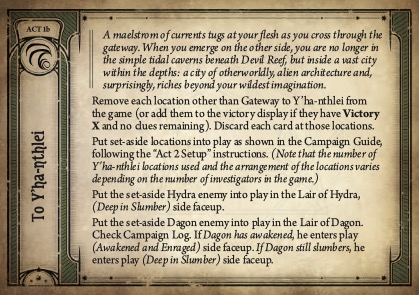 ACT 1b
To Y'ha-nthlei
A maelstrom of currents tugs at your flesh as you cross through the
gateway. When you emerge on the other side, you are no longer in
the simple tidal caverns beneath Devil Reef, but inside a vast city
within the depths: a city of otherworldly, alien architecture and,
surprisingly, riches beyond your wildest imagination.
Remove each location other than Gateway to Y'ha-nthlei from
the game (or add them to the victory display if they have Victory
X and no clues remaining). Discard each card at those locations.
Put set-aside locations into play as shown in the Campaign Guide,
following the "Act 2 Setup" instructions. (Note that the number of
Y'ha-nthlei locations used and the arrangement of the locations varies
depending on the number of investigators in the game.)
Put the set-aside Hydra enemy into play in the Lair of Hydra,
(Deep in Slumber) side faceup.
Put the set-aside Dagon enemy into play in the Lair of Dagon.
Check Campaign Log. If Dagon has awakened, he enters play
(Awakened and Enraged) side faceup. If Dagon still slumbers, he
enters play (Deep in Slumber) side faceup.